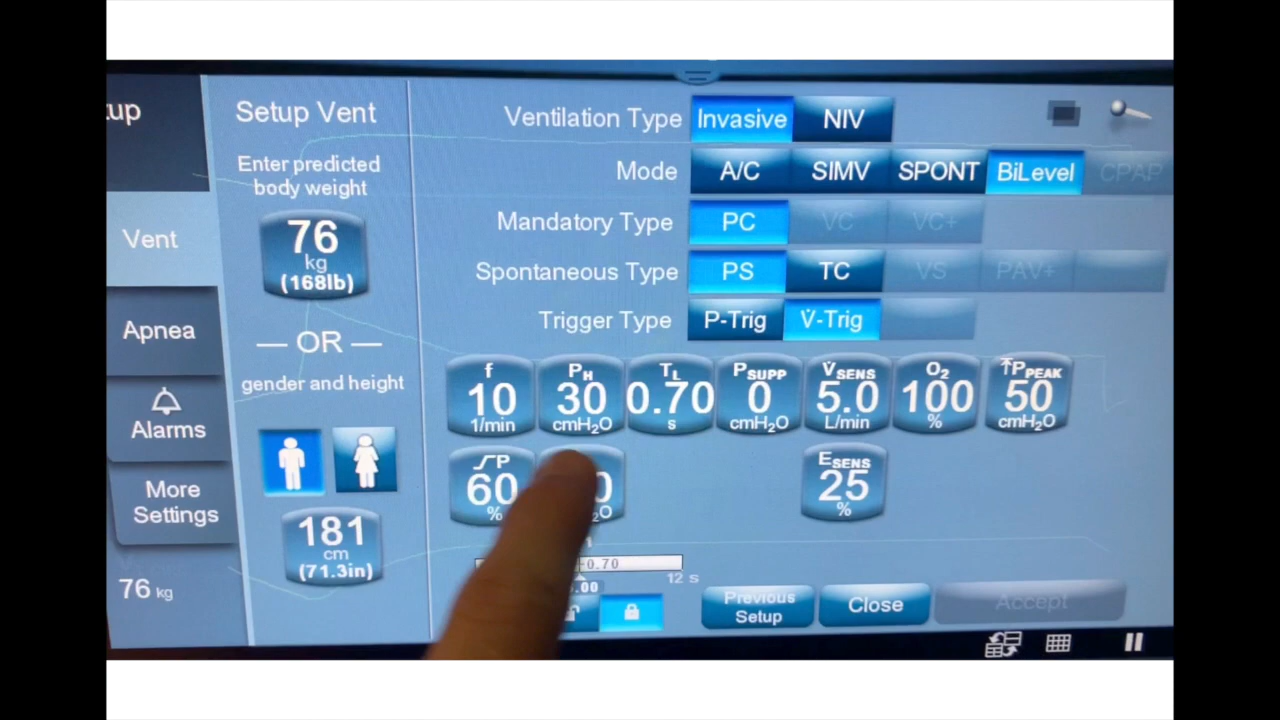 tup
Setup Vent
Enter predicted
body weight
76
kg
(168lb)
— OR —
gender and height
181
cm
(71.3in)
Vent
Apnea
Alarms
More
Settings
76 kg
Ventilation Type Invasive NIV
Mode A/C SIMV SPONT BiLevel CPAP
Mandatory Type PC VC VC+
Spontaneous Type PS TC VS PAV+
Trigger Type P-Trig V̇-Trig
f PH TL PSUPP V̇SENS O2 PPEAK
10 30 0.70 0 5.0 100 50
1/min cmH2O s cmH2O L/min % cmH2O
P ESENS
60 0 25
% 2O %
0.70
12 s
.00
Previous
Setup
Close
Accept